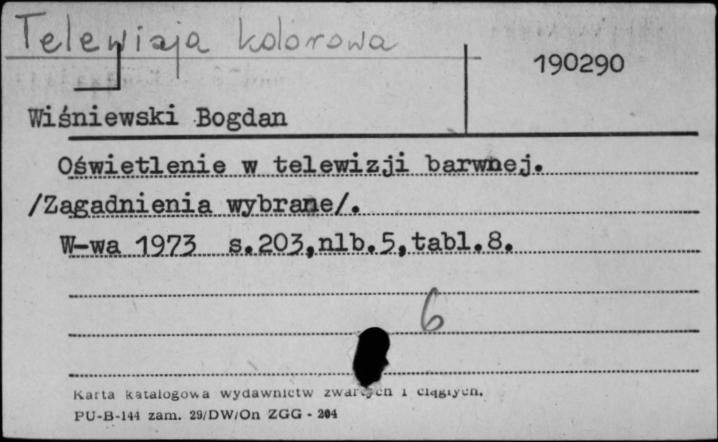 Telewizja kolorowa
190290
Wiśniewski Bogdan
Oświetlenie w telewizji barwnej.
/Zagadnienia wybrane/.
W-wa 1973 s.203,nlb.5,tabl.8.
6
Karta katalogowa wydawnictw zwartych i ciągłych.
PU-B-144 zam. 29/DW/On ZGG - 204